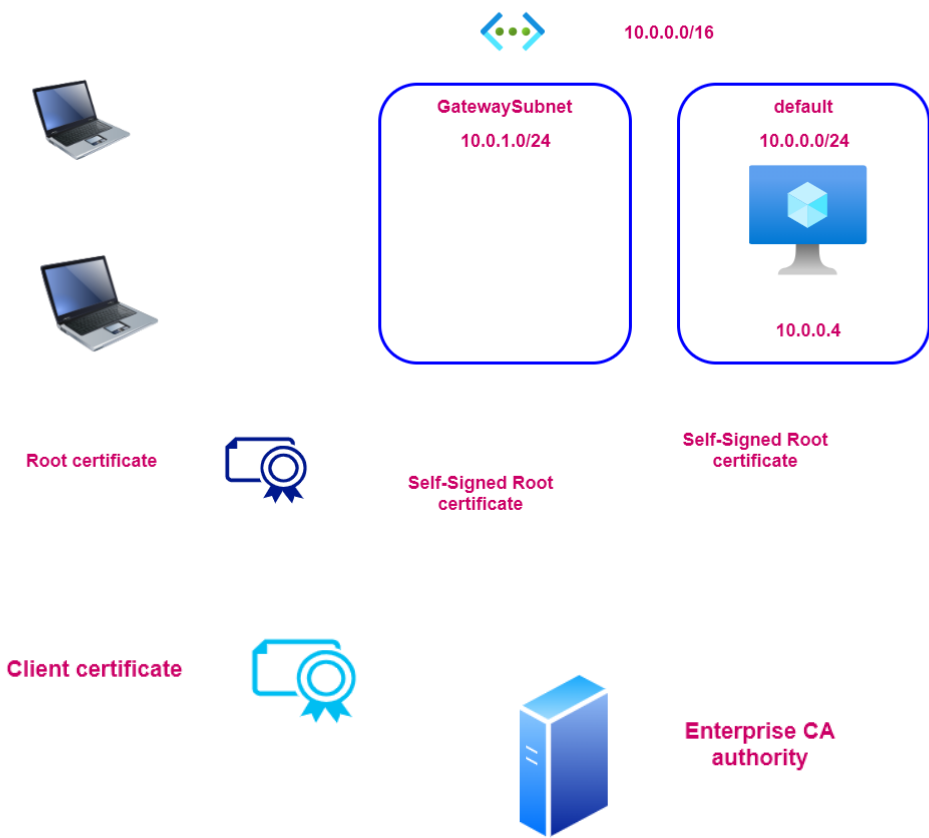 10.0.0.0/16
GatewaySubnet
10.0.1.0/24
default
10.0.0.0/24
10.0.0.4
Root certificate
Self-Signed Root
certificate
Self-Signed Root
certificate
Client certificate
Enterprise CA
authority